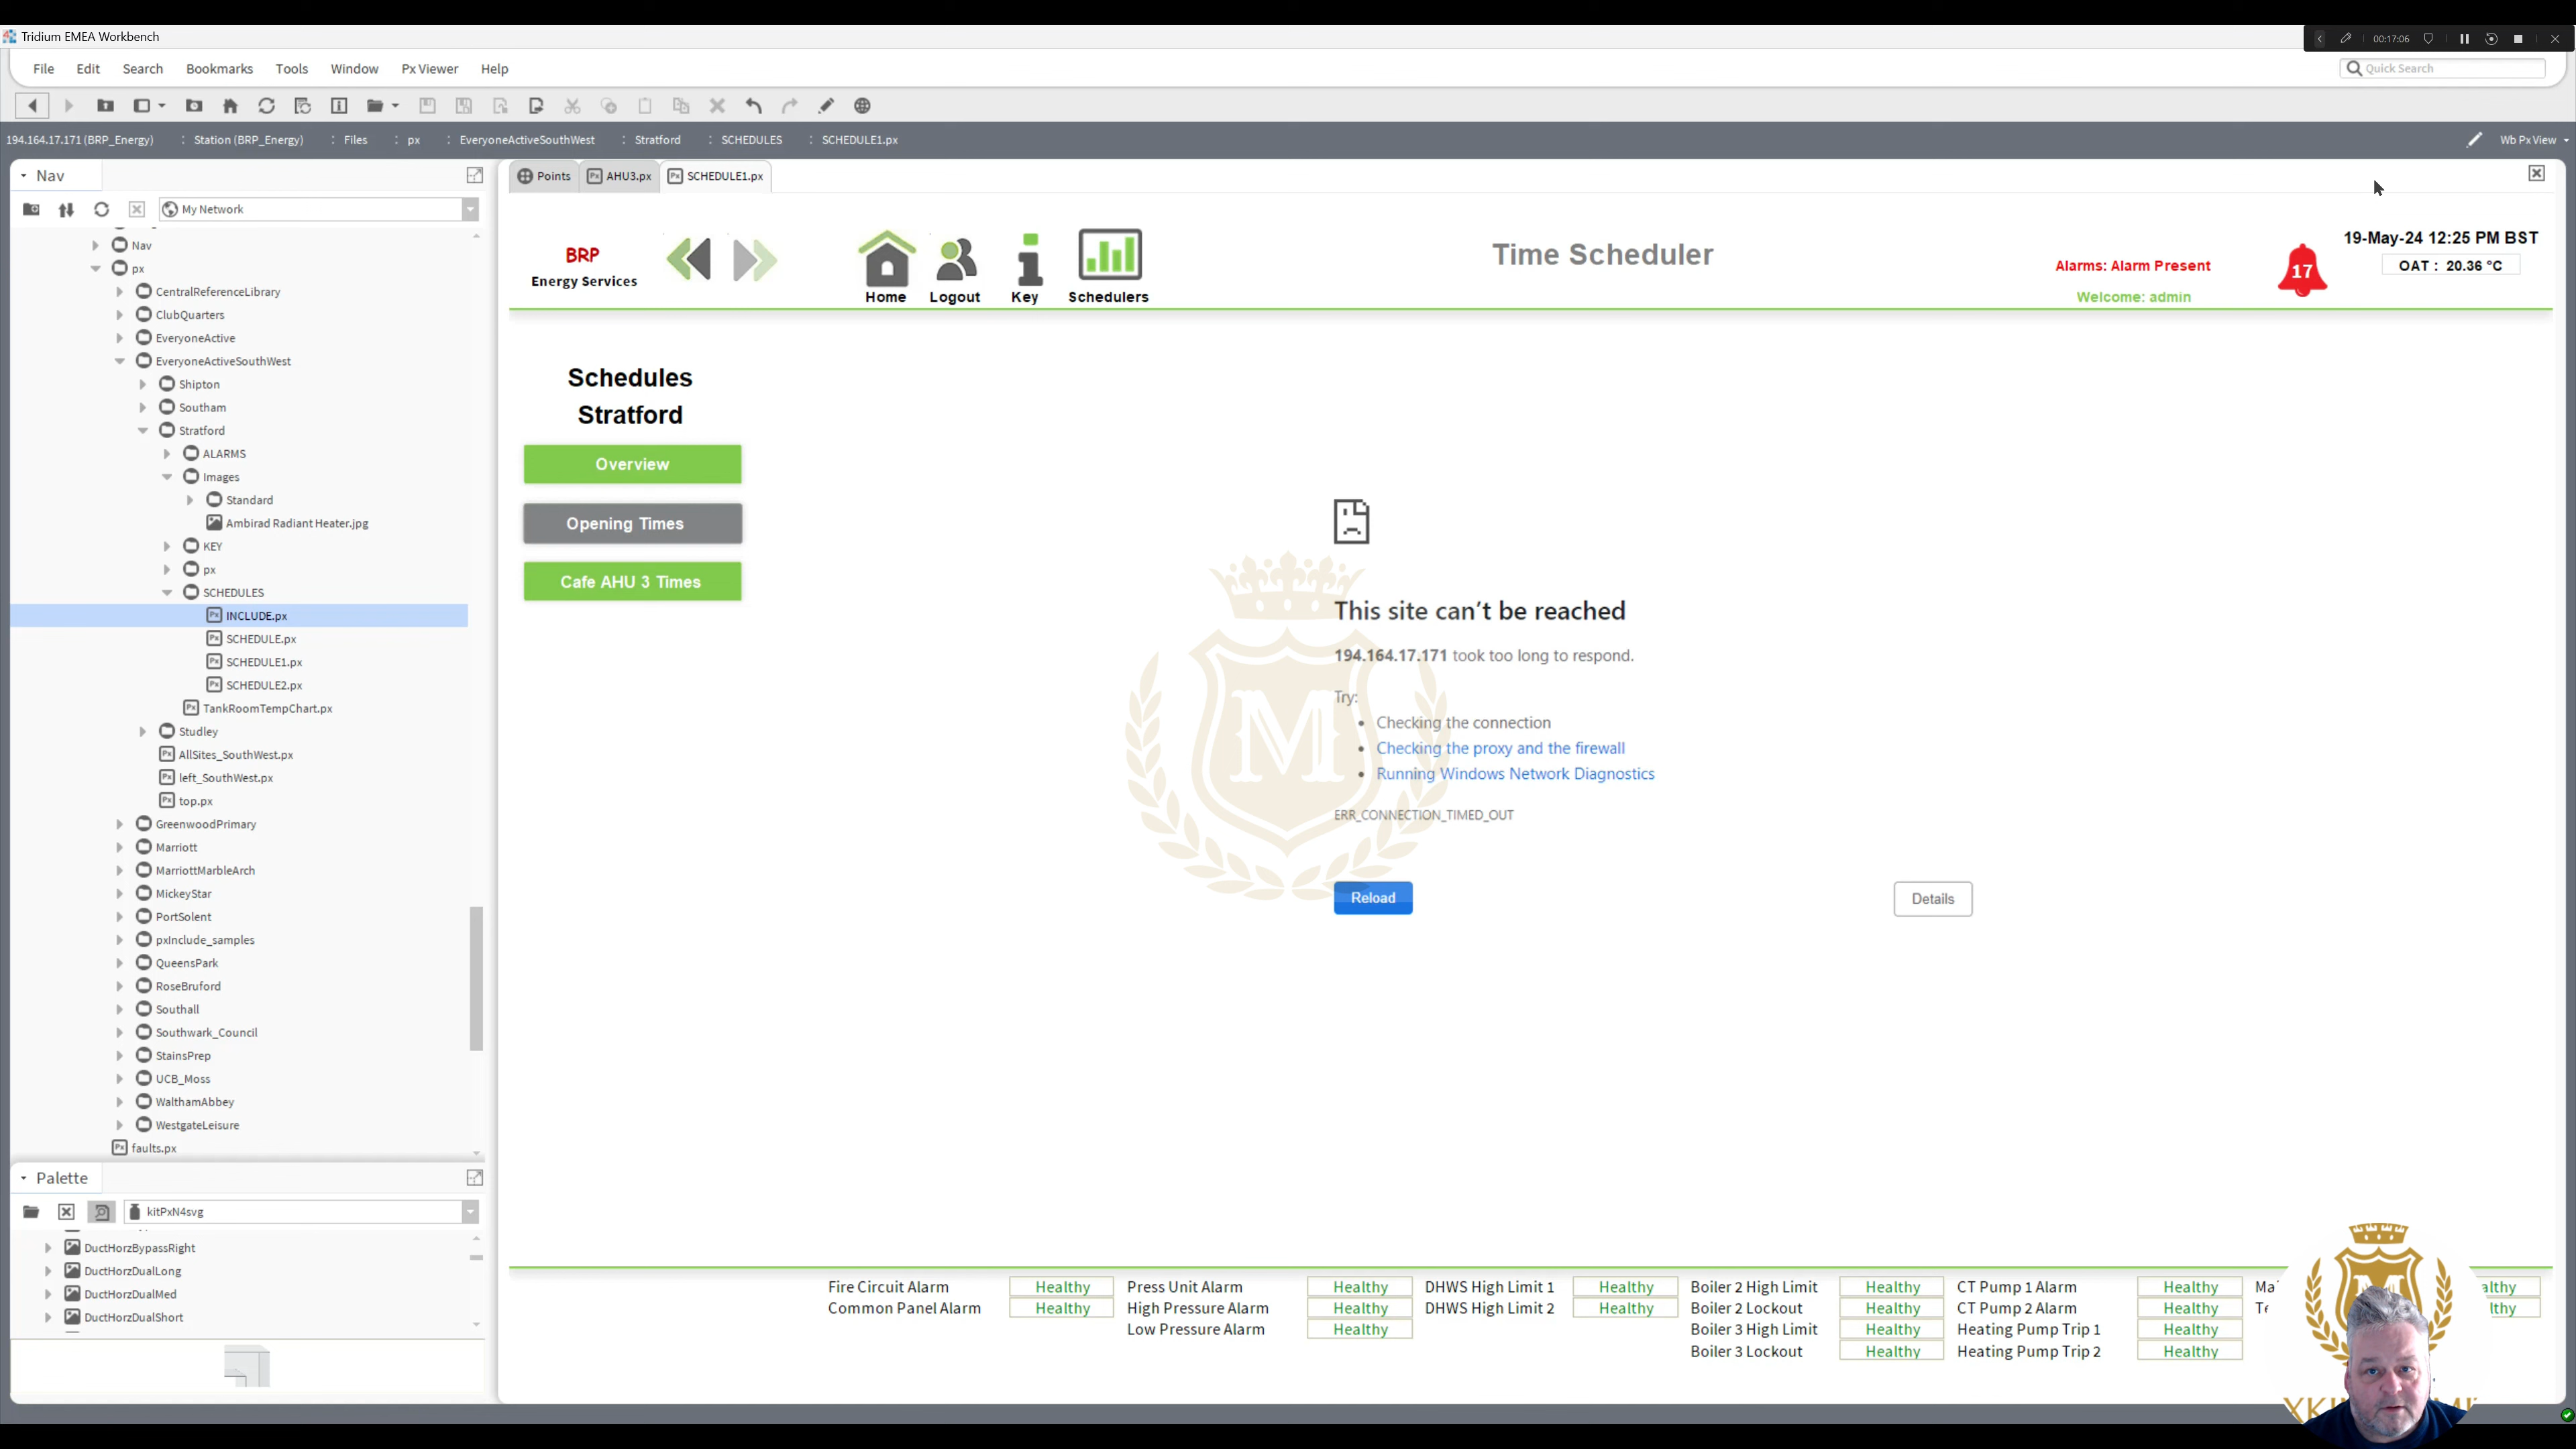 Tridium EMEA Workbench
00:17:06
File Edit Search Bookmarks Tools Window Px Viewer Help
Quick Search
194.164.17.171 (BRP_Energy) : Station (BRP_Energy) : Files : px : EveryoneActiveSouthWest : Stratford : SCHEDULES : SCHEDULE1.px
Wb Px View
Nav
My Network
Nav
px
CentralReferenceLibrary
ClubQuarters
EveryoneActive
EveryoneActiveSouthWest
Shipton
Southam
Stratford
ALARMS
Images
Standard
Ambirad Radiant Heater.jpg
KEY
px
SCHEDULES
INCLUDE.px
SCHEDULE.px
SCHEDULE1.px
SCHEDULE2.px
TankRoomTempChart.px
Studley
AllSites_SouthWest.px
left_SouthWest.px
top.px
GreenwoodPrimary
Marriott
MarriottMarbleArch
MickeyStar
PortSolent
pxInclude_samples
QueensPark
RoseBruford
Southall
Southwark_Council
StainsPrep
UCB_Moss
WalthamAbbey
WestgateLeisure
faults.px
Palette
kitPxN4svg
DuctHorzBypassRight
DuctHorzDualLong
DuctHorzDualMed
DuctHorzDualShort
Points
AHU3.px
SCHEDULE1.px
BRP
Energy Services
Home
Logout
Key
Schedulers
Time Scheduler
Alarms: Alarm Present
Welcome: admin
17
19-May-24 12:25 PM BST
OAT : 20.36 °C
Schedules
Stratford
Overview
Opening Times
Cafe AHU 3 Times
M
This site can't be reached
194.164.17.171 took too long to respond.
Try:
• Checking the connection
• Checking the proxy and the firewall
• Running Windows Network Diagnostics
ERR_CONNECTION_TIMED_OUT
Reload
Details
Fire Circuit Alarm Healthy Press Unit Alarm Healthy DHWS High Limit 1 Healthy Boiler 2 High Limit Healthy CT Pump 1 Alarm Healthy
Common Panel Alarm Healthy High Pressure Alarm Healthy DHWS High Limit 2 Healthy Boiler 2 Lockout Healthy CT Pump 2 Alarm Healthy
Low Pressure Alarm Healthy Boiler 3 High Limit Healthy Heating Pump Trip 1 Healthy
Boiler 3 Lockout Healthy Heating Pump Trip 2 Healthy